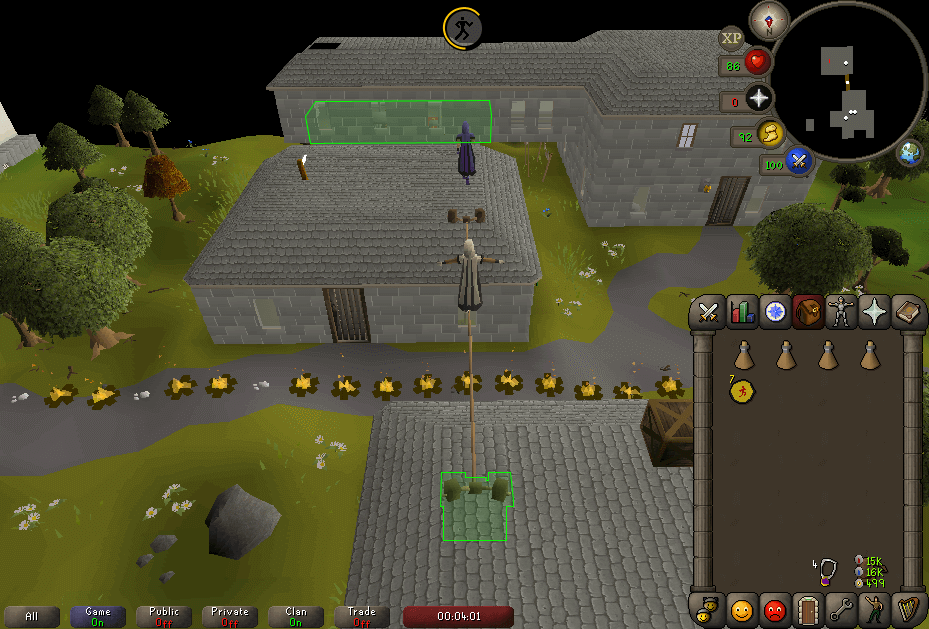 XP
N
86
0
92
100
7
4
15K
16K
499
All
Game
On
Public
Off
Private
Off
Clan
On
Trade
Off
00:04:01